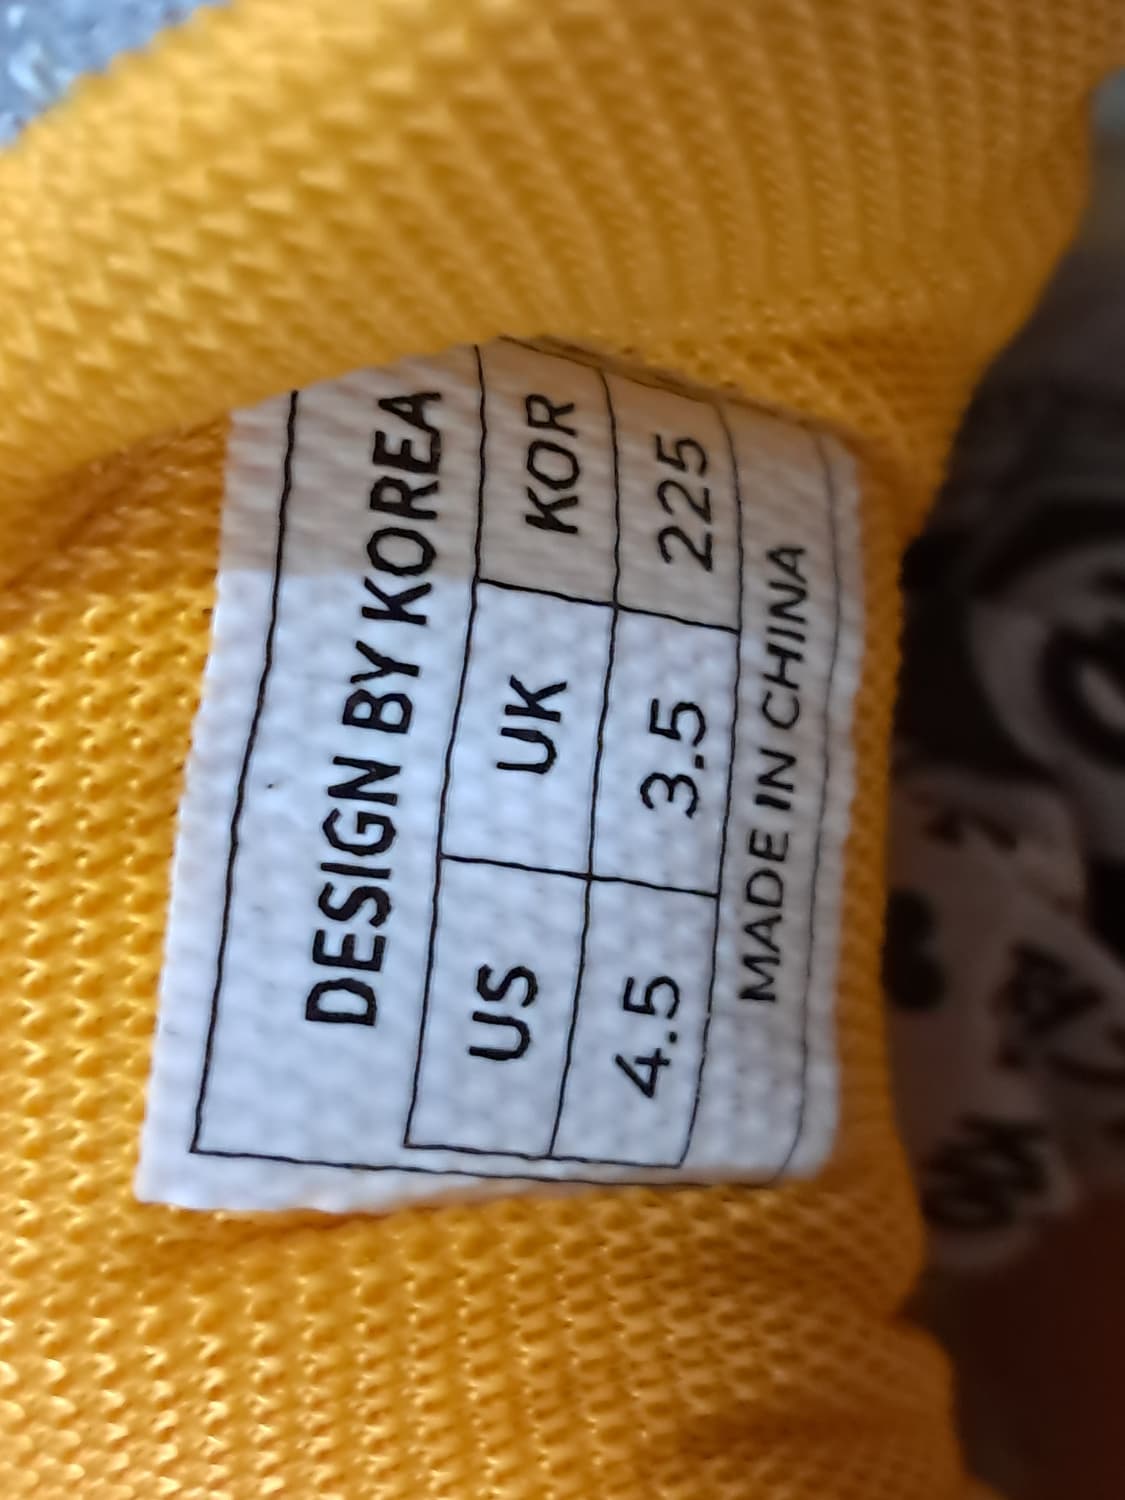 DESIGN BY KOREA
US UK KOR
4.5 3.5 225
MADE IN CHINA